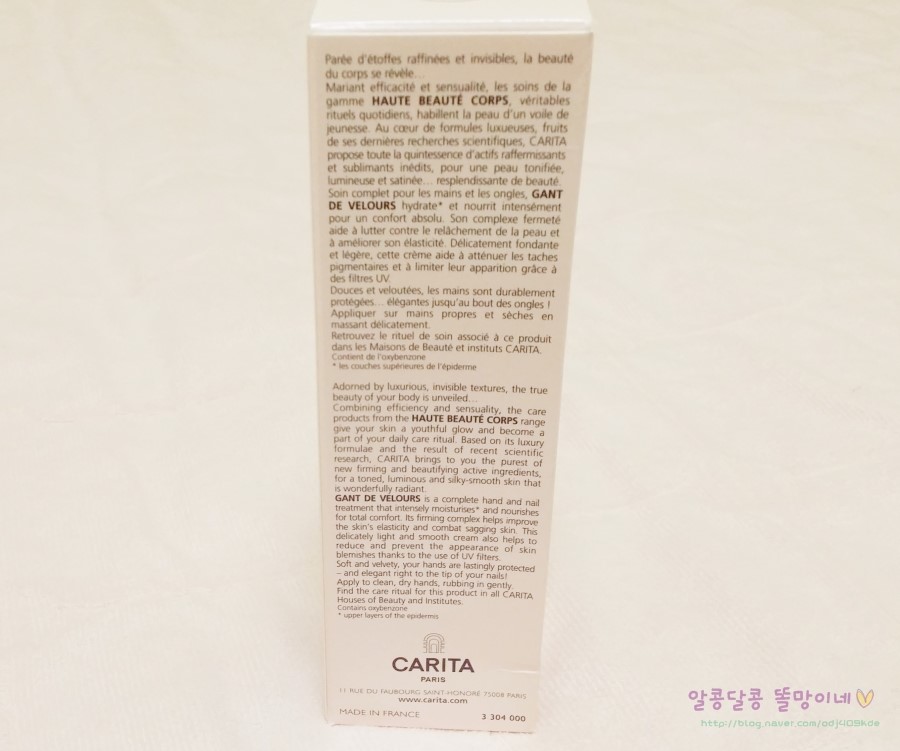 Parée d'étoffes raffinées et invisibles, la beauté
du corps se révèle...
Mariant efficacité et sensualité, les soins de la
gamme HAUTE BEAUTÉ CORPS, véritables
rituels quotidiens, habillent la peau d'un voile de
jeunesse. Au cœur de formules luxueuses, fruits
de ses dernières recherches scientifiques, CARITA
propose toute la quintessence d'actifs raffermissants
et sublimants inédits, pour une peau tonifiée,
lumineuse et satinée... resplendissante de beauté.
Soin complet pour les mains et les ongles, GANT
DE VELOURS hydrate* et nourrit intensément
pour un confort absolu. Son complexe fermeté
aide à lutter contre le relâchement de la peau et
à améliorer son élasticité. Délicatement fondante
et légère, cette crème aide à atténuer les taches
pigmentaires et à limiter leur apparition grâce à
des filtres UV.
Douces et veloutées, les mains sont durablement
protégées... élégantes jusqu'au bout des ongles !
Appliquer sur mains propres et sèches en
massant délicatement.
Retrouvez le rituel de soin associé à ce produit
dans les Maisons de Beauté et instituts CARITA.
Contient de l'oxybenzone
* les couches supérieures de l'épiderme
Adorned by luxurious, invisible textures, the true
beauty of your body is unveiled...
Combining efficiency and sensuality, the care
products from the HAUTE BEAUTÉ CORPS range
give your skin a youthful glow and become a
part of your daily care ritual. Based on its luxury
formulae and the result of recent scientific
research, CARITA brings to you the purest of
new firming and beautifying active ingredients,
for a toned, luminous and silky-smooth skin that
is wonderfully radiant.
GANT DE VELOURS is a complete hand and nail
treatment that intensely moisturises* and nourishes
for total comfort. Its firming complex helps improve
the skin's elasticity and combat sagging skin. This
delicately light and smooth cream also helps to
reduce and prevent the appearance of skin
blemishes thanks to the use of UV filters.
Soft and velvety, your hands are lastingly protected
– and elegant right to the tip of your nails!
Apply to clean, dry hands, rubbing in gently.
Find the care ritual for this product in all CARITA
Houses of Beauty and Institutes.
Contains oxybenzone
* upper layers of the epidermis
CARITA
PARIS
11 RUE DU FAUBOURG SAINT-HONORÉ 75008 PARIS
www.carita.com
MADE IN FRANCE 3 304 000
알콩달콩 똘망이네
http://blog.naver.com/odj409kde